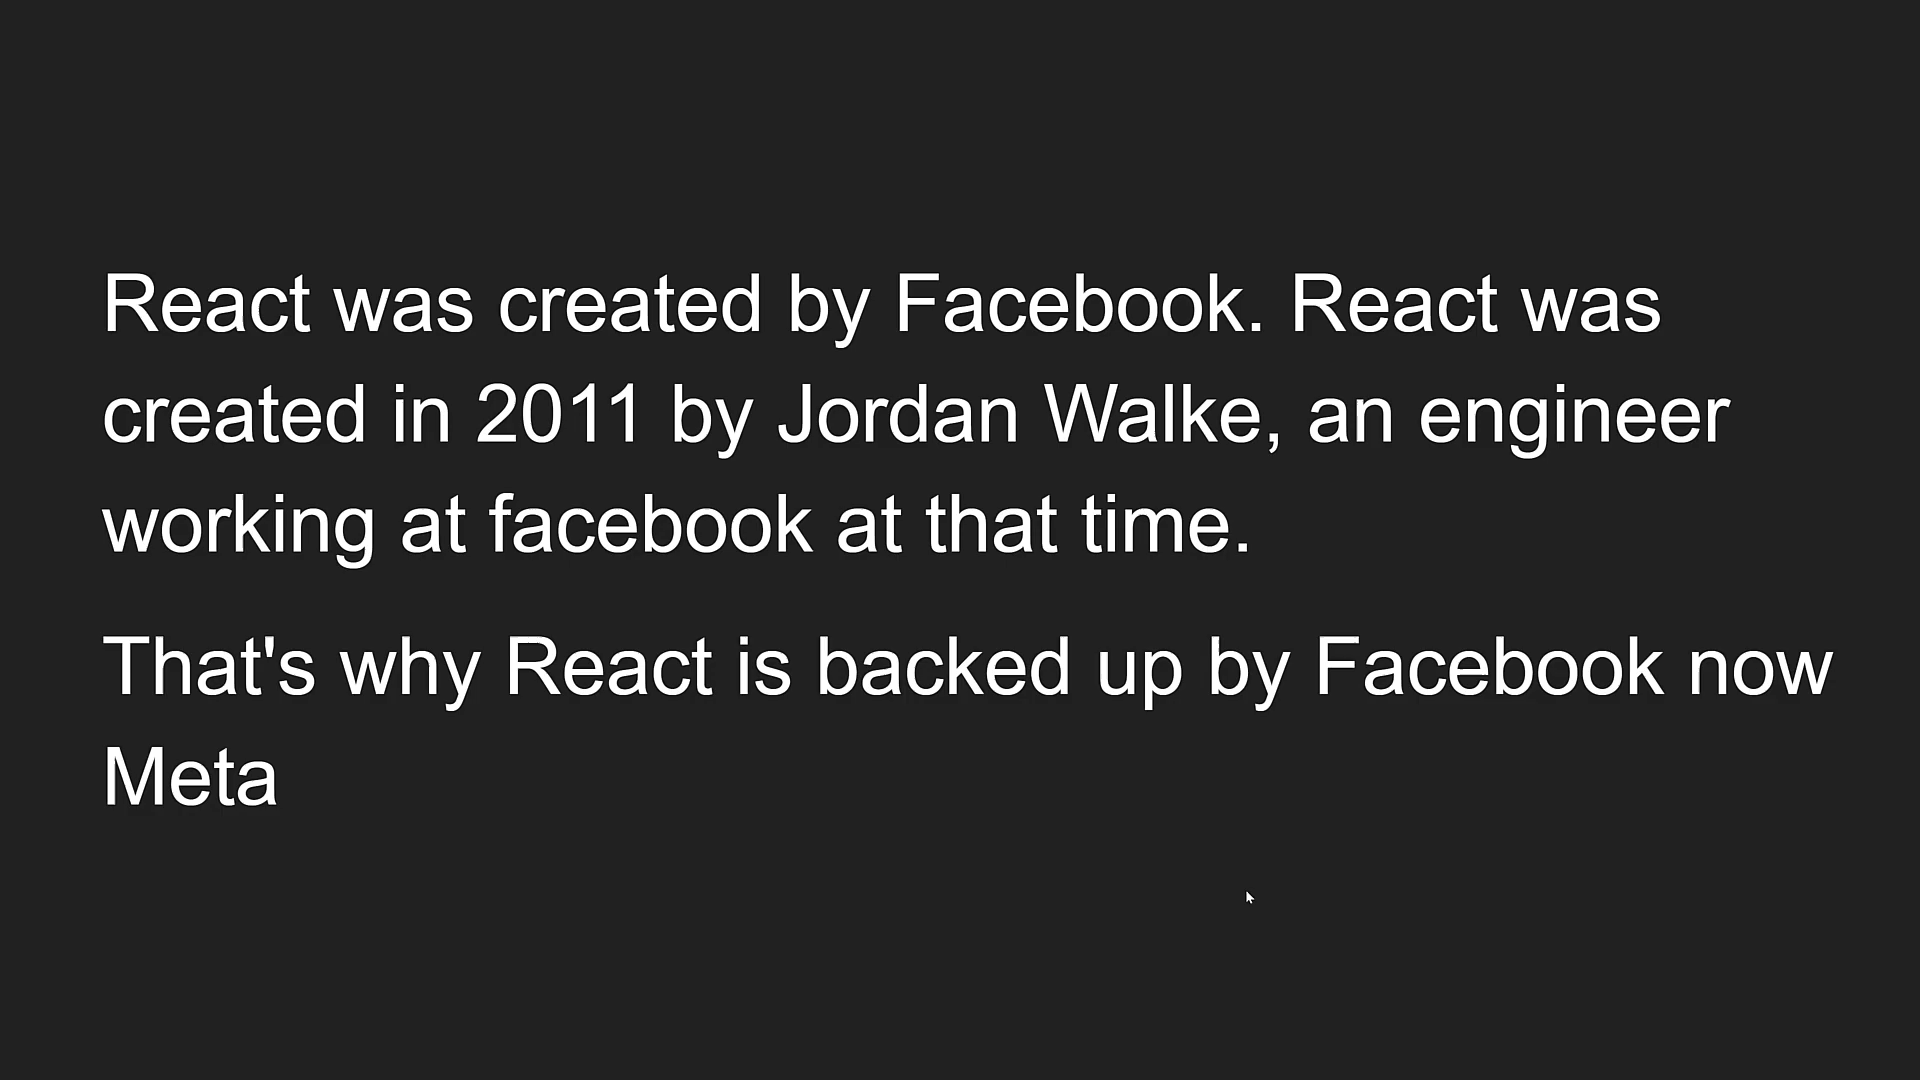 React was created by Facebook. React was
created in 2011 by Jordan Walke, an engineer
working at facebook at that time.
That's why React is backed up by Facebook now
Meta